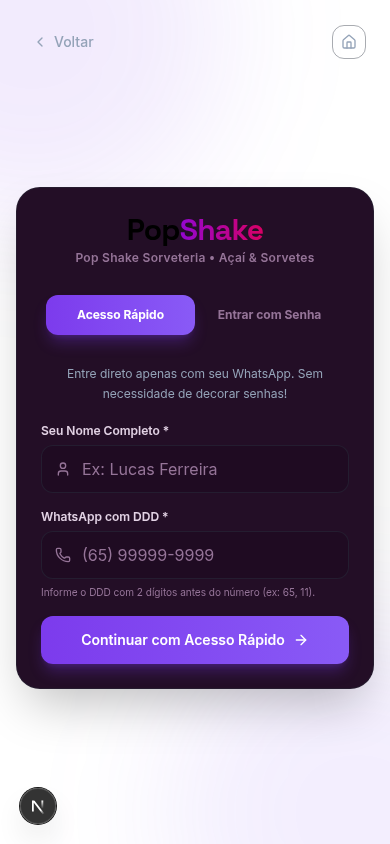 Voltar
PopShake
Pop Shake Sorveteria • Açaí & Sorvetes
Acesso Rápido
Entrar com Senha
Entre direto apenas com seu WhatsApp. Sem
necessidade de decorar senhas!
Seu Nome Completo *
Ex: Lucas Ferreira
WhatsApp com DDD *
(65) 99999-9999
Informe o DDD com 2 dígitos antes do número (ex: 65, 11).
Continuar com Acesso Rápido
N